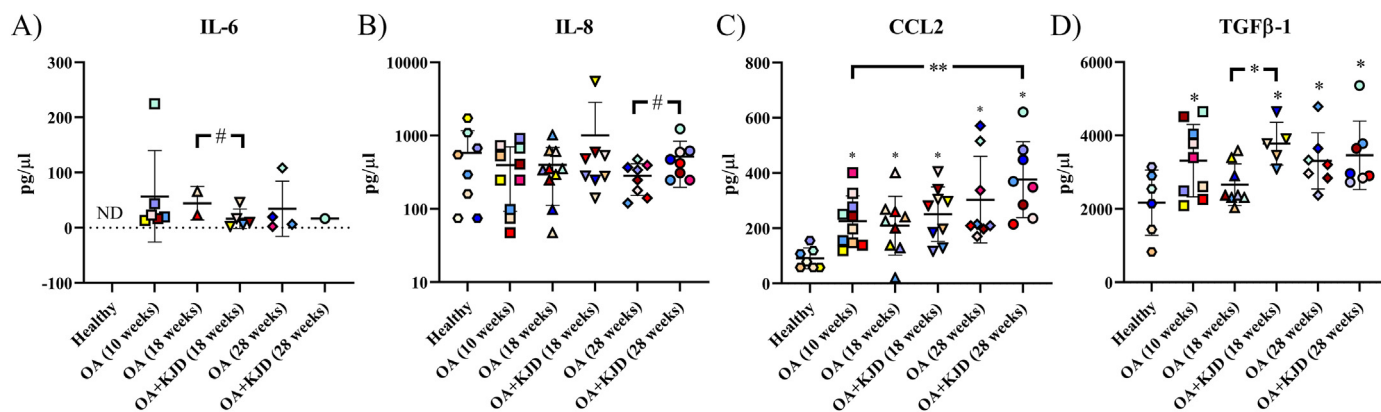 A) IL-6
pg/µl
300
200
100
0
-100
ND
#
Healthy
OA (10 weeks)
OA (18 weeks)
OA+KJD (18 weeks)
OA (28 weeks)
OA+KJD (28 weeks)
B) IL-8
pg/µl
10000
1000
100
10
#
Healthy
OA (10 weeks)
OA (18 weeks)
OA+KJD (18 weeks)
OA (28 weeks)
OA+KJD (28 weeks)
C) CCL2
pg/µl
800
600
400
200
0
**
*
*
*
*
*
Healthy
OA (10 weeks)
OA (18 weeks)
OA+KJD (18 weeks)
OA (28 weeks)
OA+KJD (28 weeks)
D) TGFβ-1
pg/µl
6000
4000
2000
0
*
*
*
*
*
Healthy
OA (10 weeks)
OA (18 weeks)
OA+KJD (18 weeks)
OA (28 weeks)
OA+KJD (28 weeks)